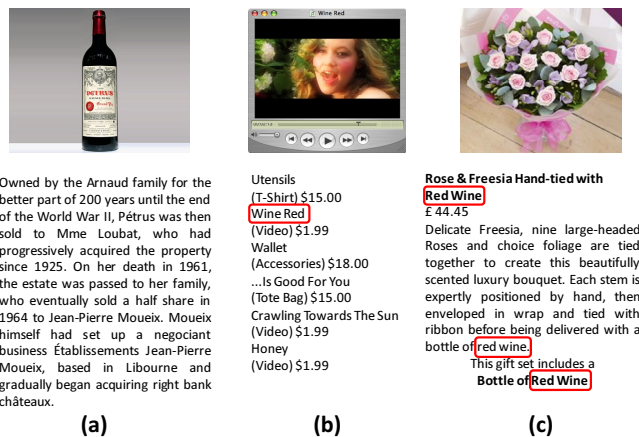 PETRUS
Wine Red
Owned by the Arnaud family for the
better part of 200 years until the end
of the World War II, Pétrus was then
sold to Mme Loubat, who had
progressively acquired the property
since 1925. On her death in 1961,
the estate was passed to her family,
who eventually sold a half share in
1964 to Jean-Pierre Moueix. Moueix
himself had set up a negociant
business Établissements Jean-Pierre
Moueix, based in Libourne and
gradually began acquiring right bank
châteaux.
(a)
Utensils
(T-Shirt) $15.00
Wine Red
(Video) $1.99
Wallet
(Accessories) $18.00
...Is Good For You
(Tote Bag) $15.00
Crawling Towards The Sun
(Video) $1.99
Honey
(Video) $1.99
(b)
Rose & Freesia Hand-tied with
Red Wine
£ 44.45
Delicate Freesia, nine large-headed
Roses and choice foliage are tied
together to create this beautifully
scented luxury bouquet. Each stem is
expertly positioned by hand, then
enveloped in wrap and tied with
ribbon before being delivered with a
bottle of red wine.
This gift set includes a
Bottle of Red Wine
(c)